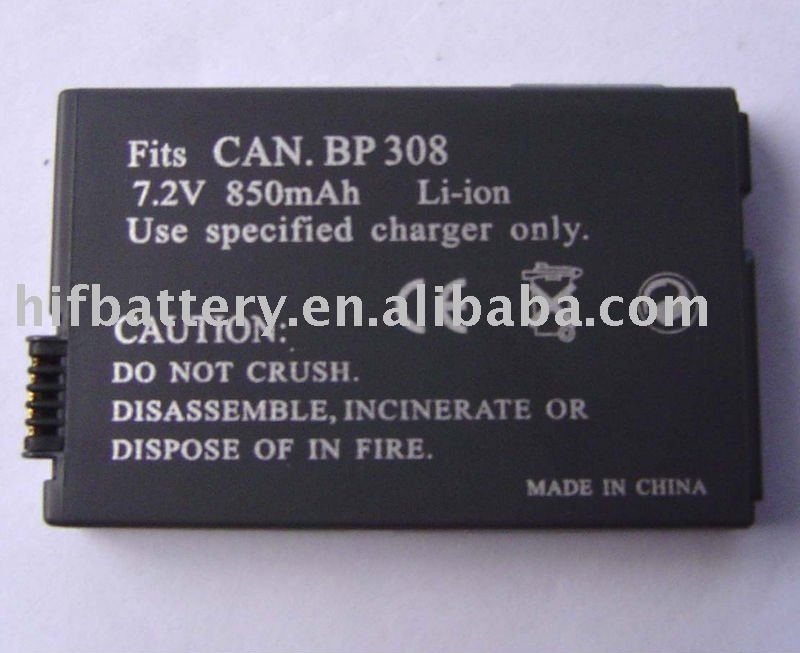 Fits CAN. BP 308
7.2V 850mAh Li-ion
Use specified charger only.
CE
hifbattery.en.alibaba.com
CAUTION:
DO NOT CRUSH.
DISASSEMBLE, INCINERATE OR
DISPOSE OF IN FIRE.
MADE IN CHINA